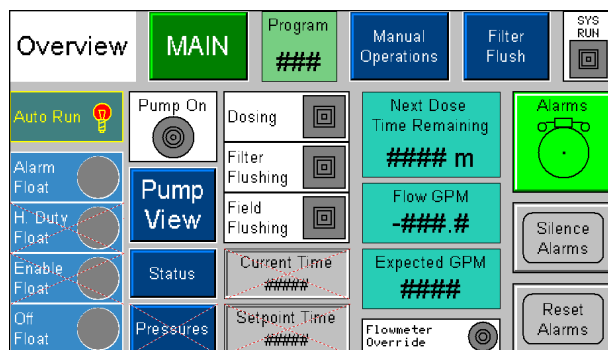 Overview
MAIN
Program
###
Manual
Operations
Filter
Flush
SYS
RUN
Auto Run
Pump On
Dosing
Next Dose
Time Remaining
#### m
Alarms
Alarm
Float
Filter
Flushing
Pump
View
Flow GPM
-###.#
H. Duty
Float
Field
Flushing
Silence
Alarms
Enable
Float
Status
Current Time
#####
Expected GPM
####
Off
Float
Pressures
Setpoint Time
#####
Flowmeter
Override
Reset
Alarms